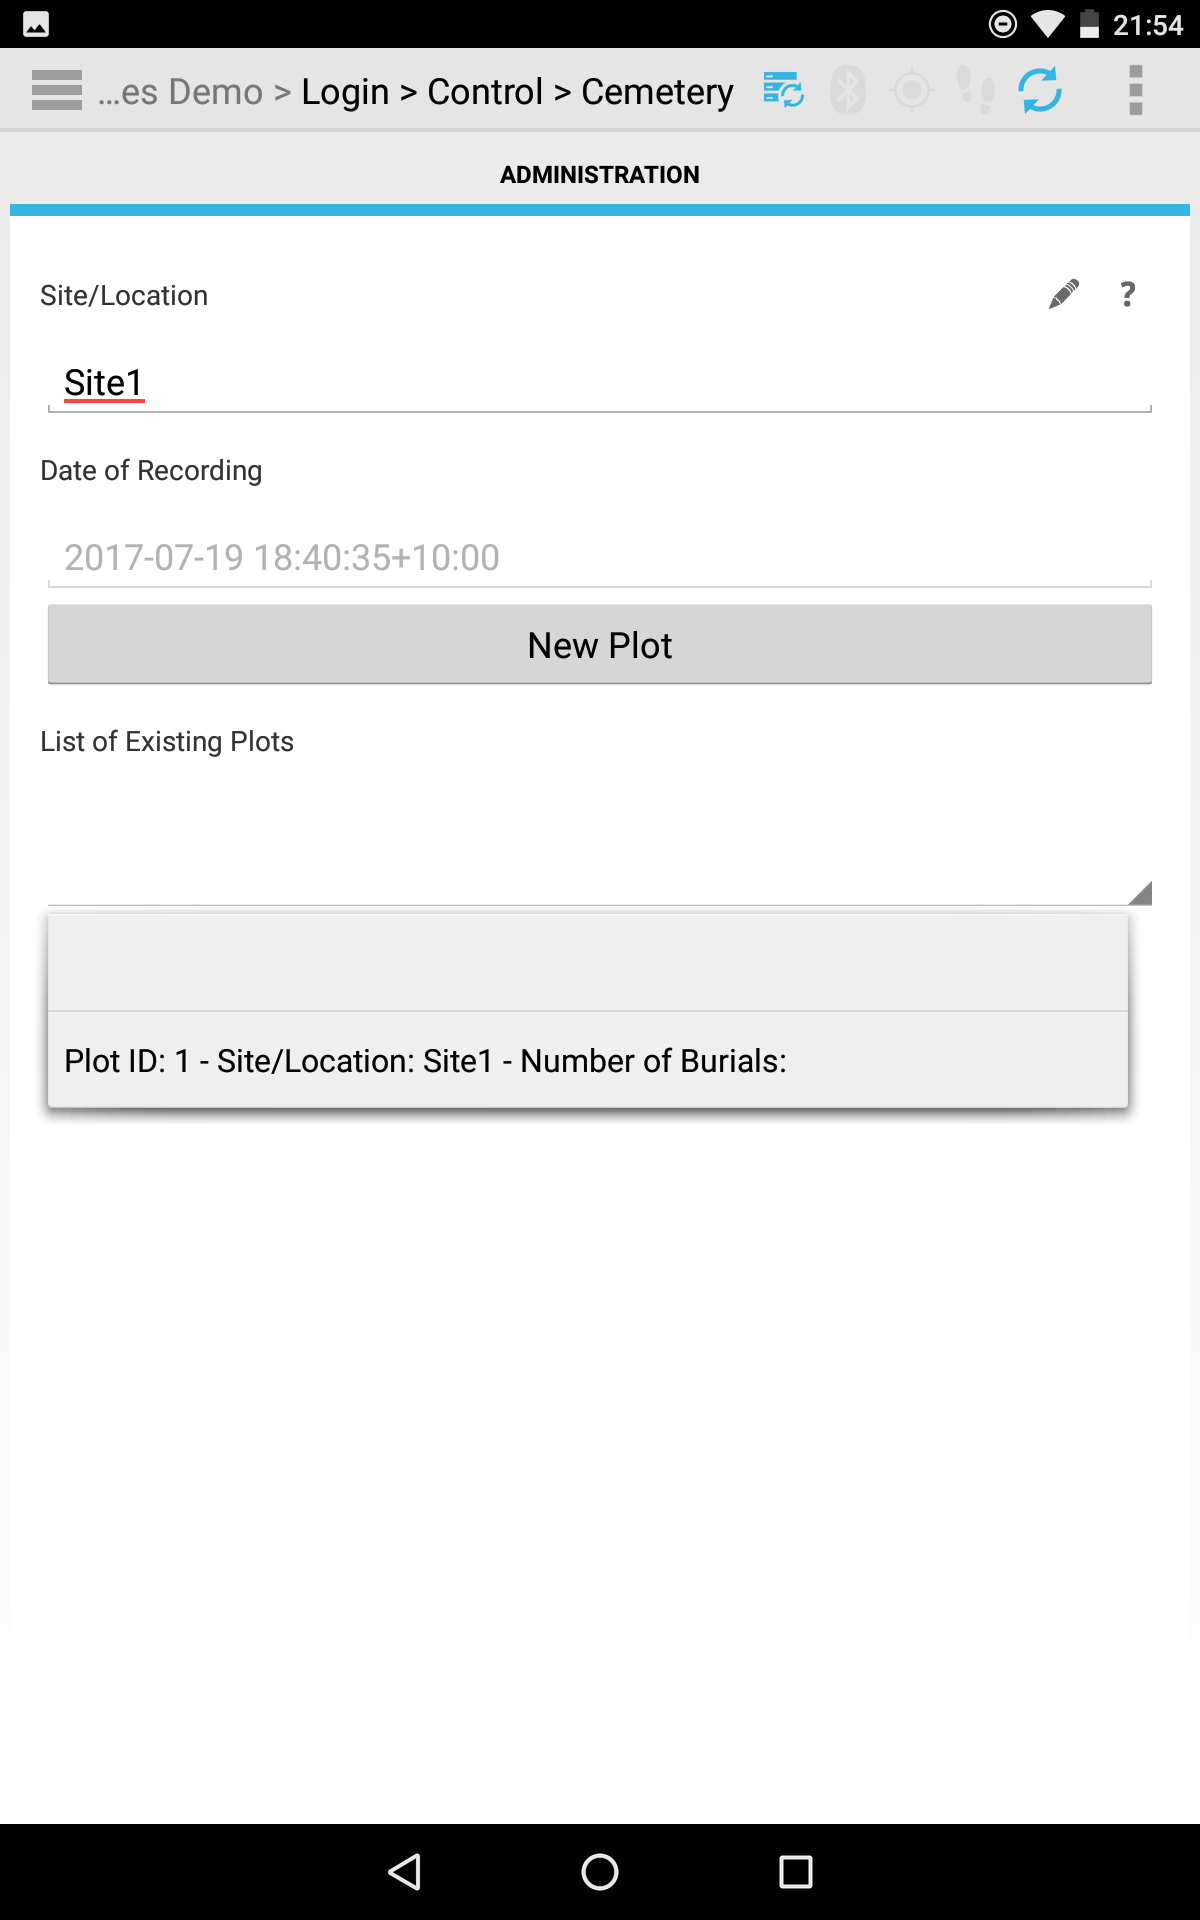 21:54
...es Demo > Login > Control > Cemetery
ADMINISTRATION
Site/Location ?
Site1
Date of Recording
2017-07-19 18:40:35+10:00
New Plot
List of Existing Plots
Plot ID: 1 - Site/Location: Site1 - Number of Burials: